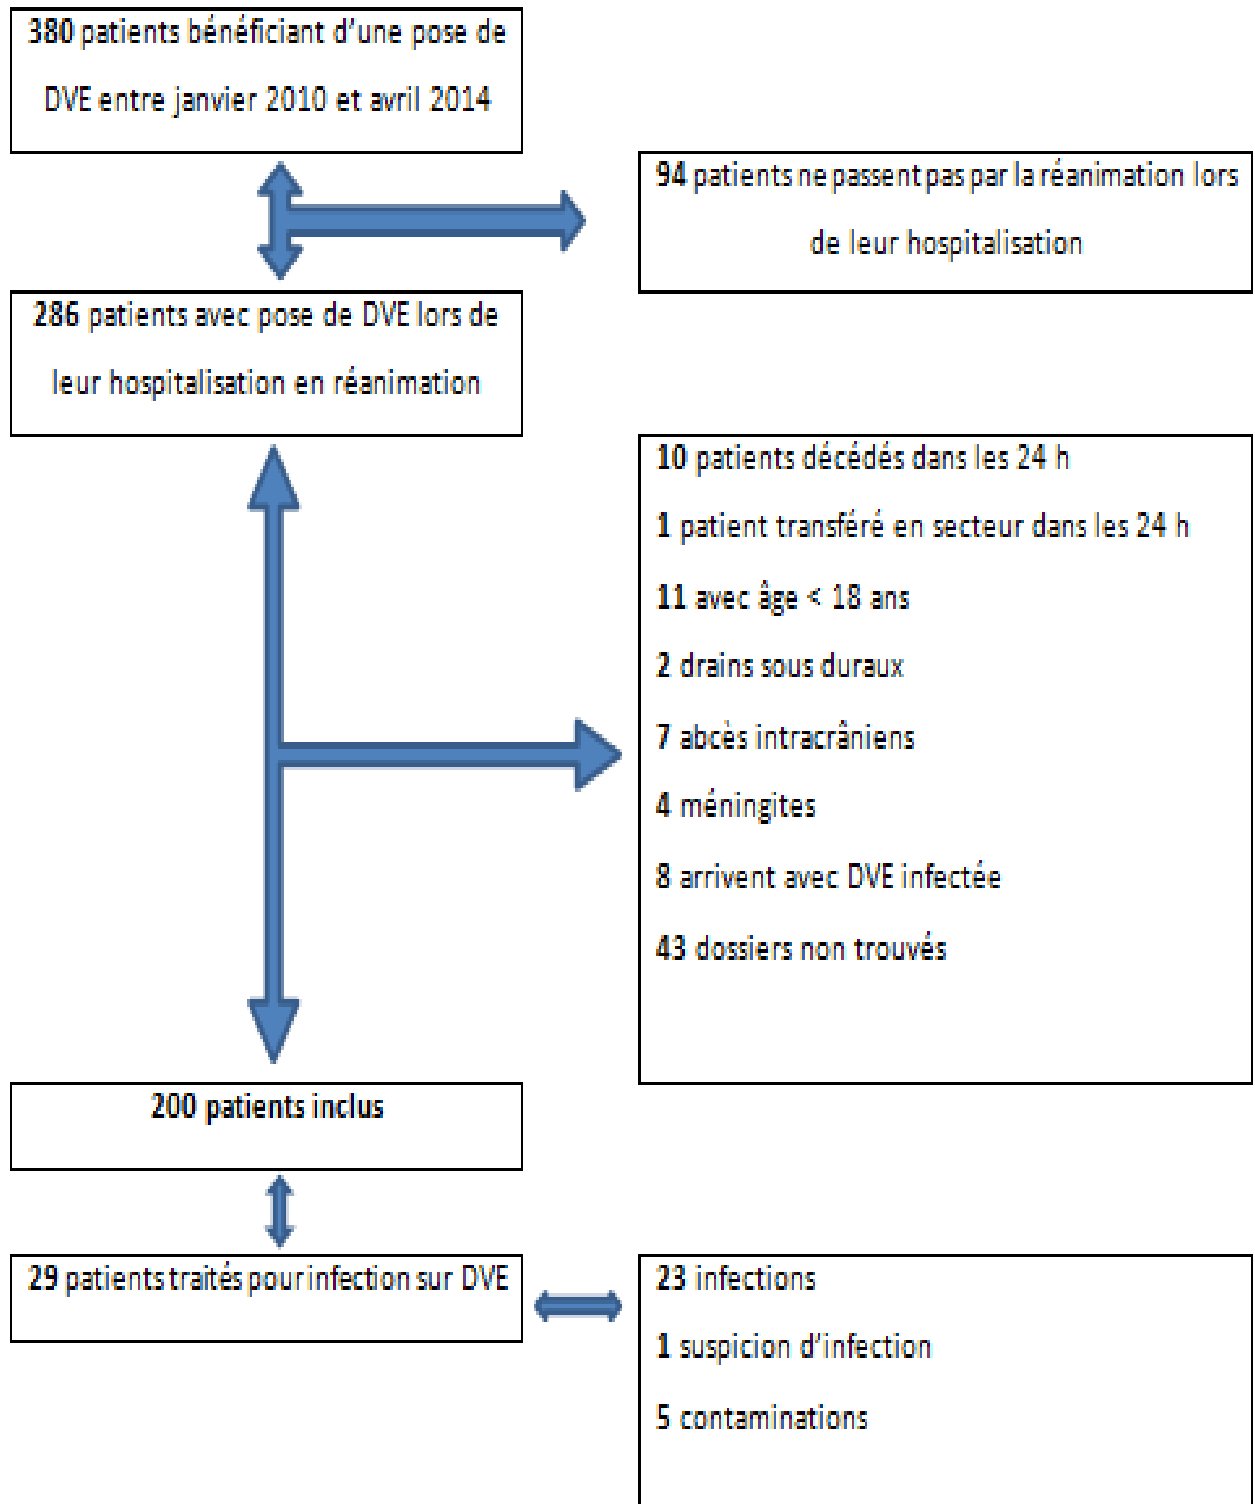 380 patients bénéficiant d'une pose de
DVE entre janvier 2010 et avril 2014
94 patients ne passent pas par la réanimation lors
de leur hospitalisation
286 patients avec pose de DVE lors de
leur hospitalisation en réanimation
10 patients décédés dans les 24 h
1 patient transféré en secteur dans les 24 h
11 avec âge < 18 ans
2 drains sous duraux
7 abcès intracrâniens
4 méningites
8 arrivent avec DVE infectée
43 dossiers non trouvés
200 patients inclus
29 patients traités pour infection sur DVE
23 infections
1 suspicion d'infection
5 contaminations